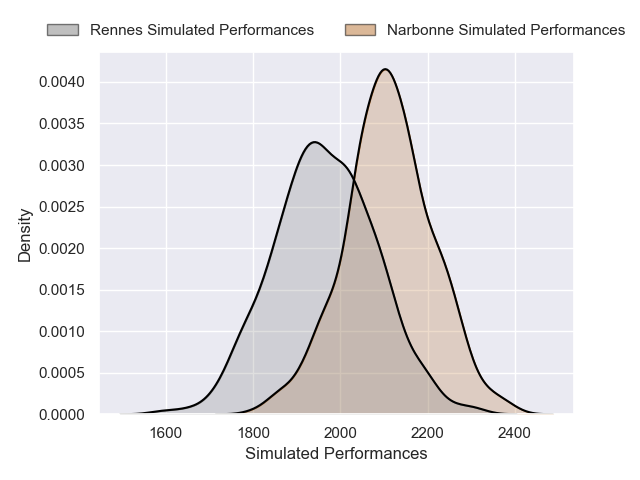 Rennes Simulated Performances Narbonne Simulated Performances
0.0040
0.0035
0.0030
0.0025
0.0020
0.0015
0.0010
0.0005
0.0000
Density
1600 1800 2000 2200 2400
Simulated Performances